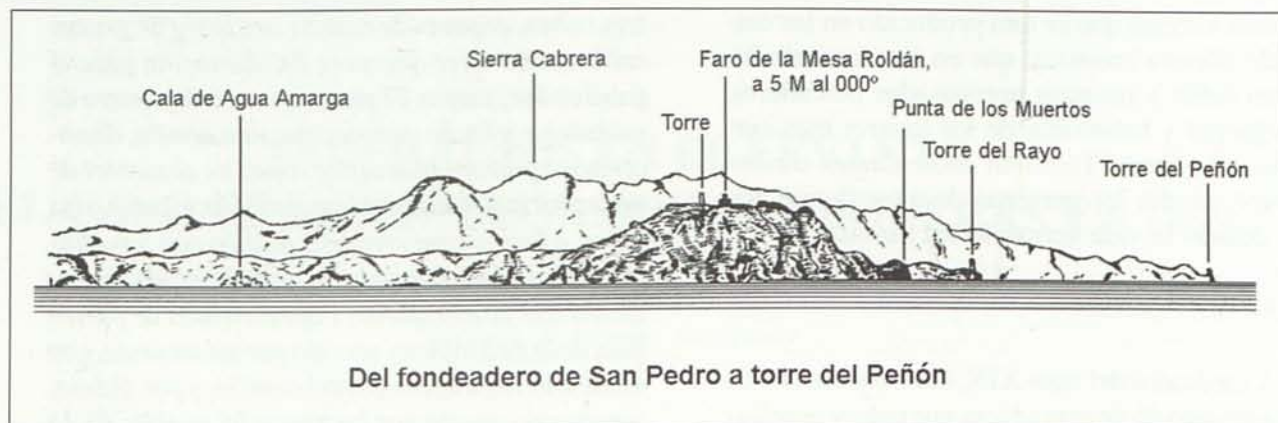 Sierra Cabrera
Faro de la Mesa Roldán,
a 5 M al 000º
Cala de Agua Amarga
Torre
Punta de los Muertos
Torre del Rayo
Torre del Peñón
Del fondeadero de San Pedro a torre del Peñón